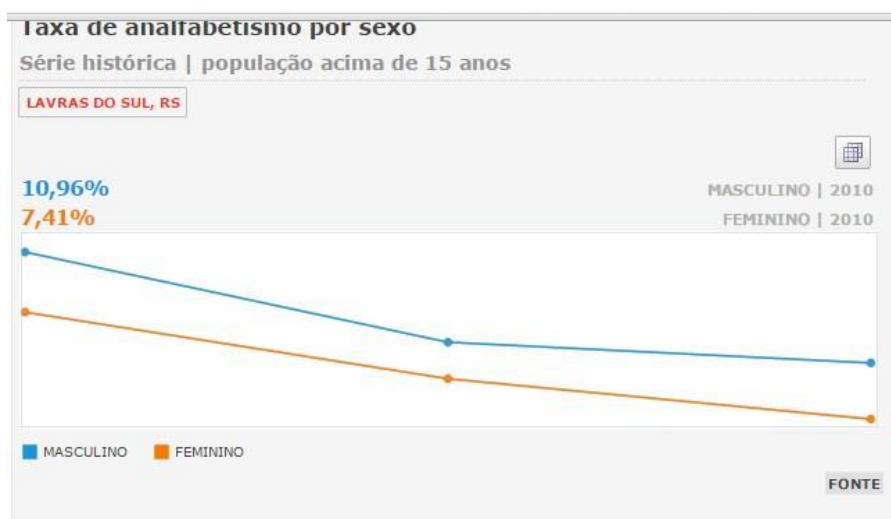 Taxa de analfabetismo por sexo
Série histórica | população acima de 15 anos
LAVRAS DO SUL, RS
10,96%
MASCULINO | 2010
7,41%
FEMININO | 2010
MASCULINO
FEMININO
FONTE